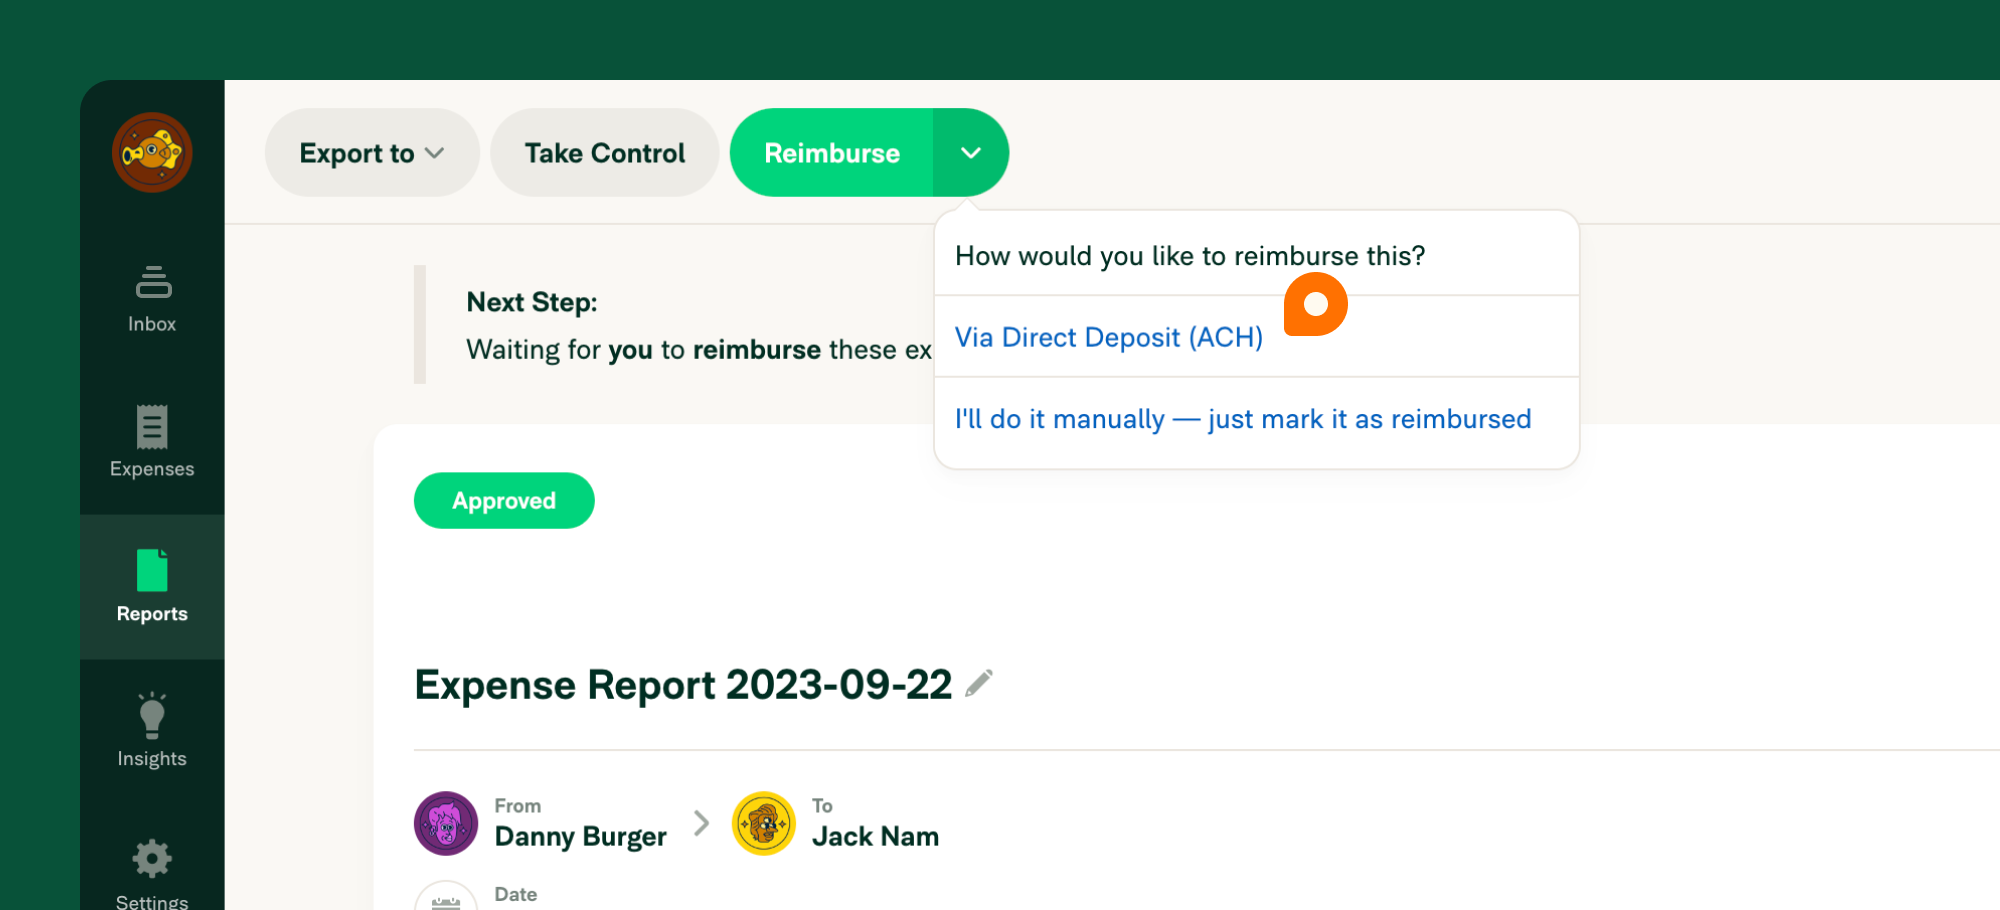 Export to
Take Control
Reimburse
How would you like to reimburse this?
Via Direct Deposit (ACH)
I'll do it manually — just mark it as reimbursed
Next Step:
Waiting for you to reimburse these ex
Inbox
Expenses
Reports
Insights
Settings
Approved
Expense Report 2023-09-22
From
Danny Burger
To
Jack Nam
Date